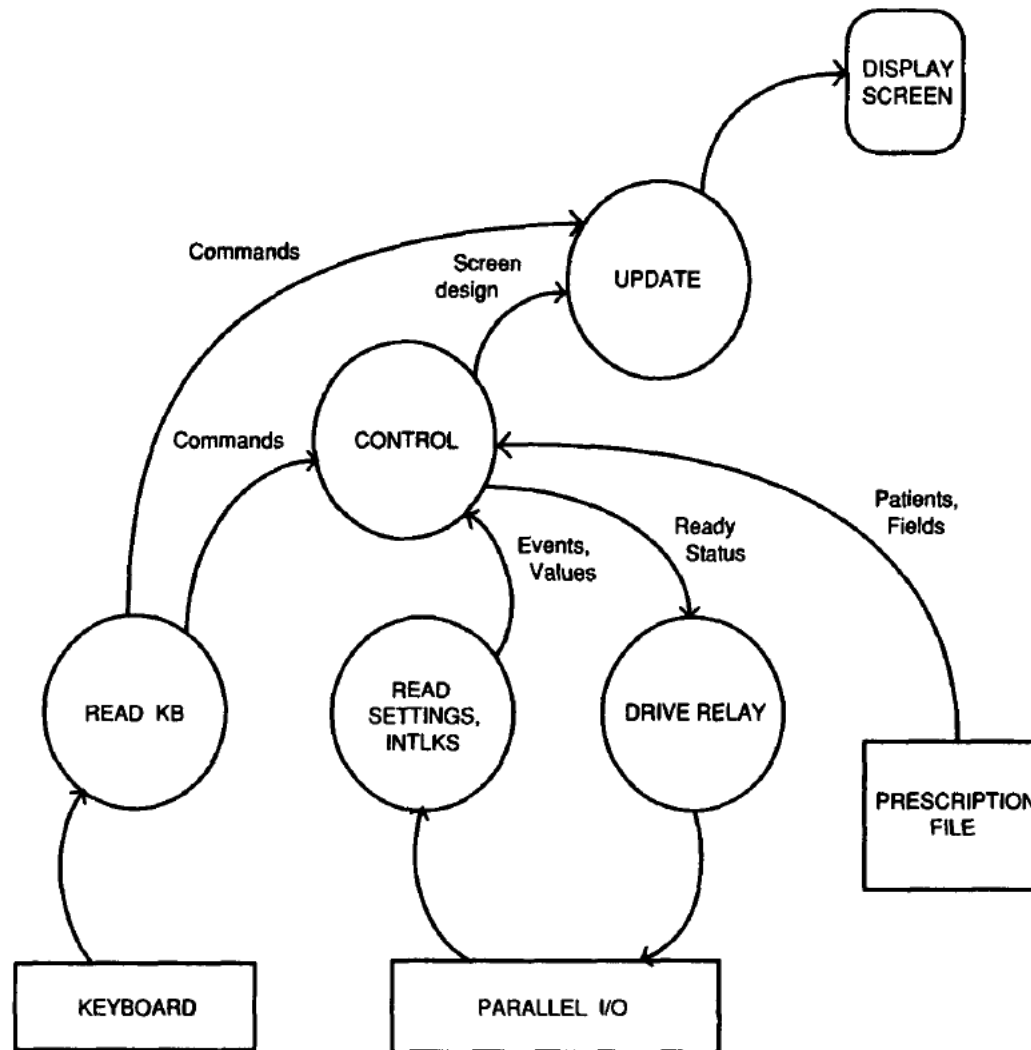 DISPLAY
SCREEN
Commands
Screen
design
UPDATE
Commands
CONTROL
Patients,
Fields
Events,
Values
Ready
Status
READ KB
READ
SETTINGS,
INTLKS
DRIVE RELAY
PRESCRIPTION
FILE
KEYBOARD
PARALLEL I/O